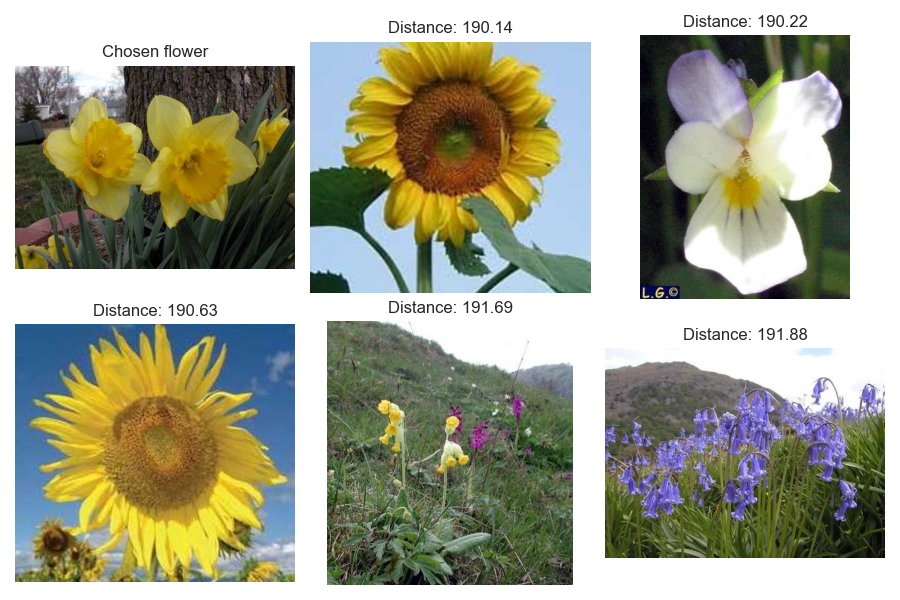 Chosen flower
Distance: 190.14
Distance: 190.22
L.G.©
Distance: 190.63
Distance: 191.69
Distance: 191.88